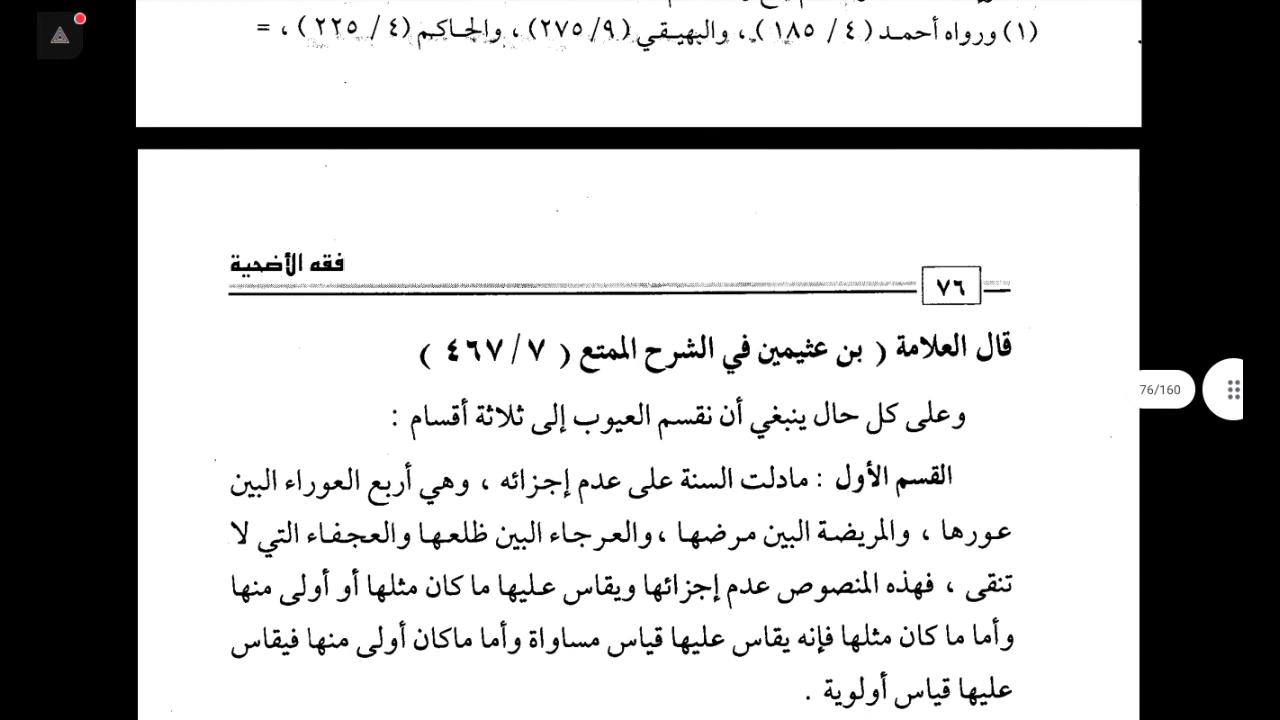 (١) ورواه أحمد (٤ / ١٨٥) ، والبهيقي (٩/ ٢٧٥) ، والحاكم (٤ / ٢٢٥) ، =
فقه الأضحية
٧٦
قال العلامة ( بن عثيمين في الشرح الممتع ( ٧ / ٤٦٧ )
وعلى كل حال ينبغي أن نقسم العيوب إلى ثلاثة أقسام :
القسم الأول : مادلت السنة على عدم إجزائه ، وهي أربع العوراء البين
عورها ، والمريضة البين مرضها ، والعرجاء البين ظلعها والعجفاء التي لا
تنقى ، فهذه المنصوص عدم إجزائها ويقاس عليها ما كان مثلها أو أولى منها
وأما ما كان مثلها فإنه يقاس عليها قياس مساواة وأما ماكان أولى منها فيقاس
عليها قياس أولوية .
76/160